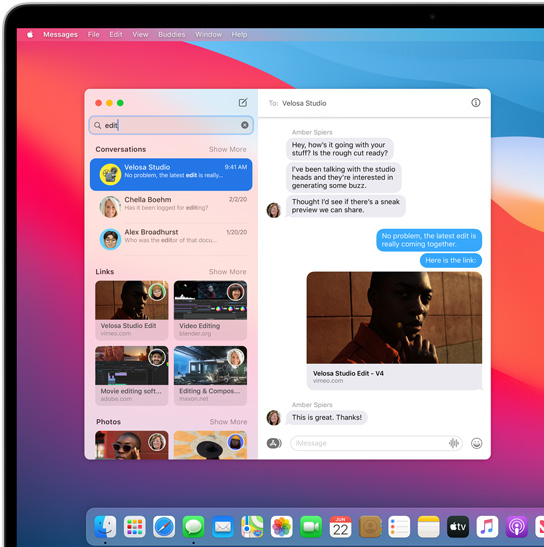 Messages File Edit View Buddies Window Help
edit
Conversations Show More
Velosa Studio 9:41 AM
No problem, the latest edit is really...
Chella Boehm 2/2/20
Has it been logged for editing?
Alex Broadhurst 1/20/20
Who was the editor of that docu...
Links Show More
Velosa Studio Edit
vimeo.com
Video Editing
blender.org
Movie editing soft...
adobe.com
Editing & Compos...
maxon.net
Photos Show More
To: Velosa Studio
Amber Spiers
Hey, how's it going with your
stuff? Is the rough cut ready?
I've been talking with the studio
heads and they're interested in
generating some buzz.
Thought I'd see if there's a sneak
preview we can share.
No problem, the latest edit is
really coming together.
Here is the link:
Velosa Studio Edit - V4
vimeo.com
Amber Spiers
This is great. Thanks!
iMessage
JUN
22
tv